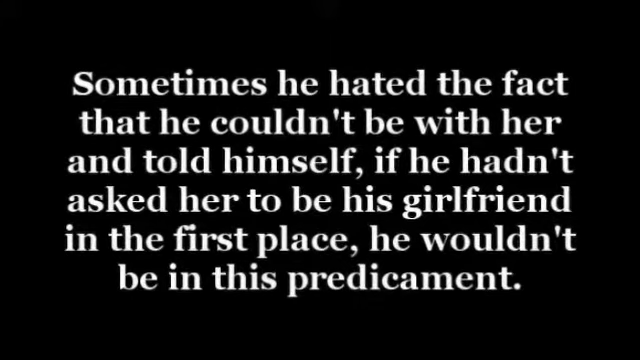 Sometimes he hated the fact
that he couldn't be with her
and told himself, if he hadn't
asked her to be his girlfriend
in the first place, he wouldn't
be in this predicament.